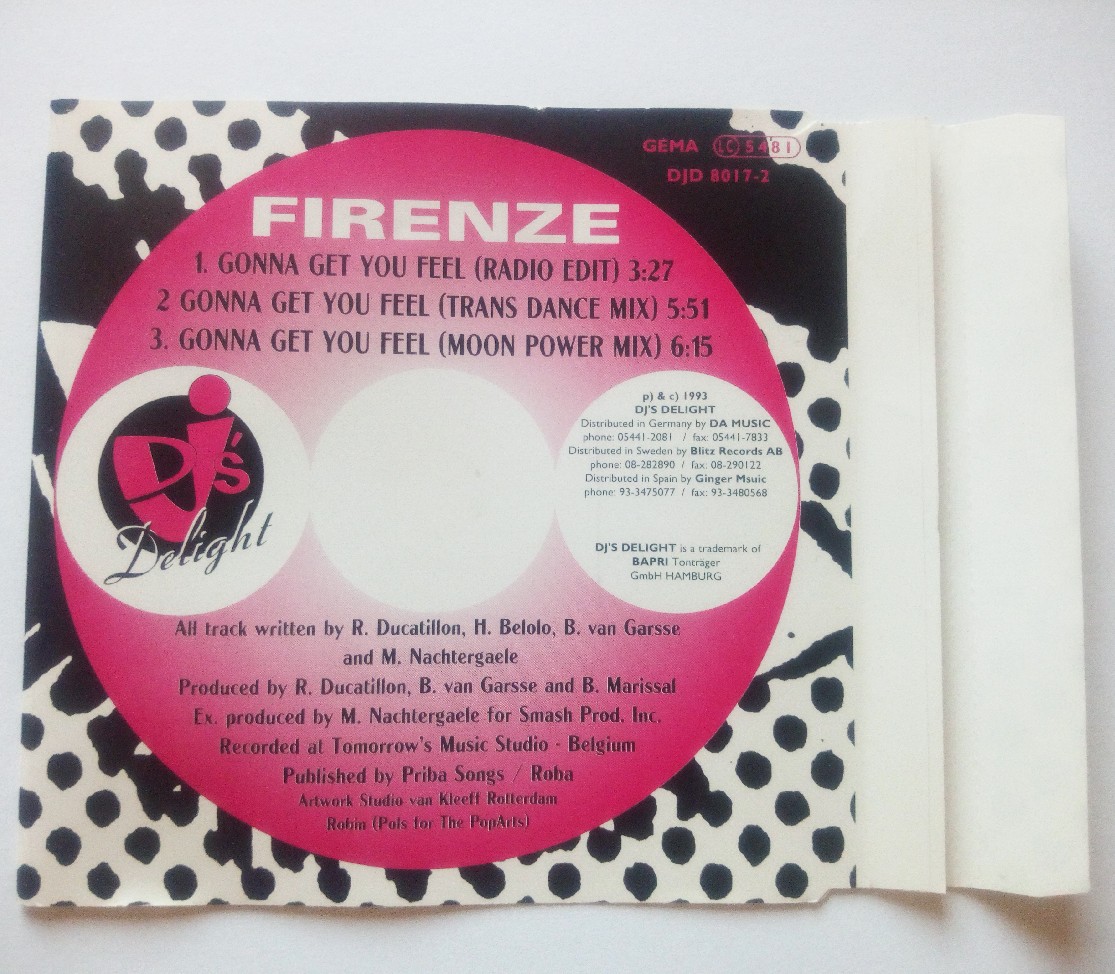 GEMA LC 5481
DJD 8017-2
FIRENZE
1. GONNA GET YOU FEEL (RADIO EDIT) 3:27
2 GONNA GET YOU FEEL (TRANS DANCE MIX) 5:51
3. GONNA GET YOU FEEL (MOON POWER MIX) 6:15
DJ's
Delight
p) & c) 1993
DJ'S DELIGHT
Distributed in Germany by DA MUSIC
phone: 05441-2081 / fax: 05441-7833
Distributed in Sweden by Blitz Records AB
phone: 08-282890 / fax: 08-290122
Distributed in Spain by Ginger Msuic
phone: 93-3475077 / fax: 93-3480568
DJ'S DELIGHT is a trademark of
BAPRI Tonträger
GmbH HAMBURG
All track written by R. Ducatillon, H. Belolo, B. van Garsse
and M. Nachtergaele
Produced by R. Ducatillon, B. van Garsse and B. Marissal
Ex. produced by M. Nachtergaele for Smash Prod. Inc.
Recorded at Tomorrow's Music Studio - Belgium
Published by Priba Songs / Roba
Artwork Studio van Kleeff Rotterdam
Robin (Pols for The PopArts)